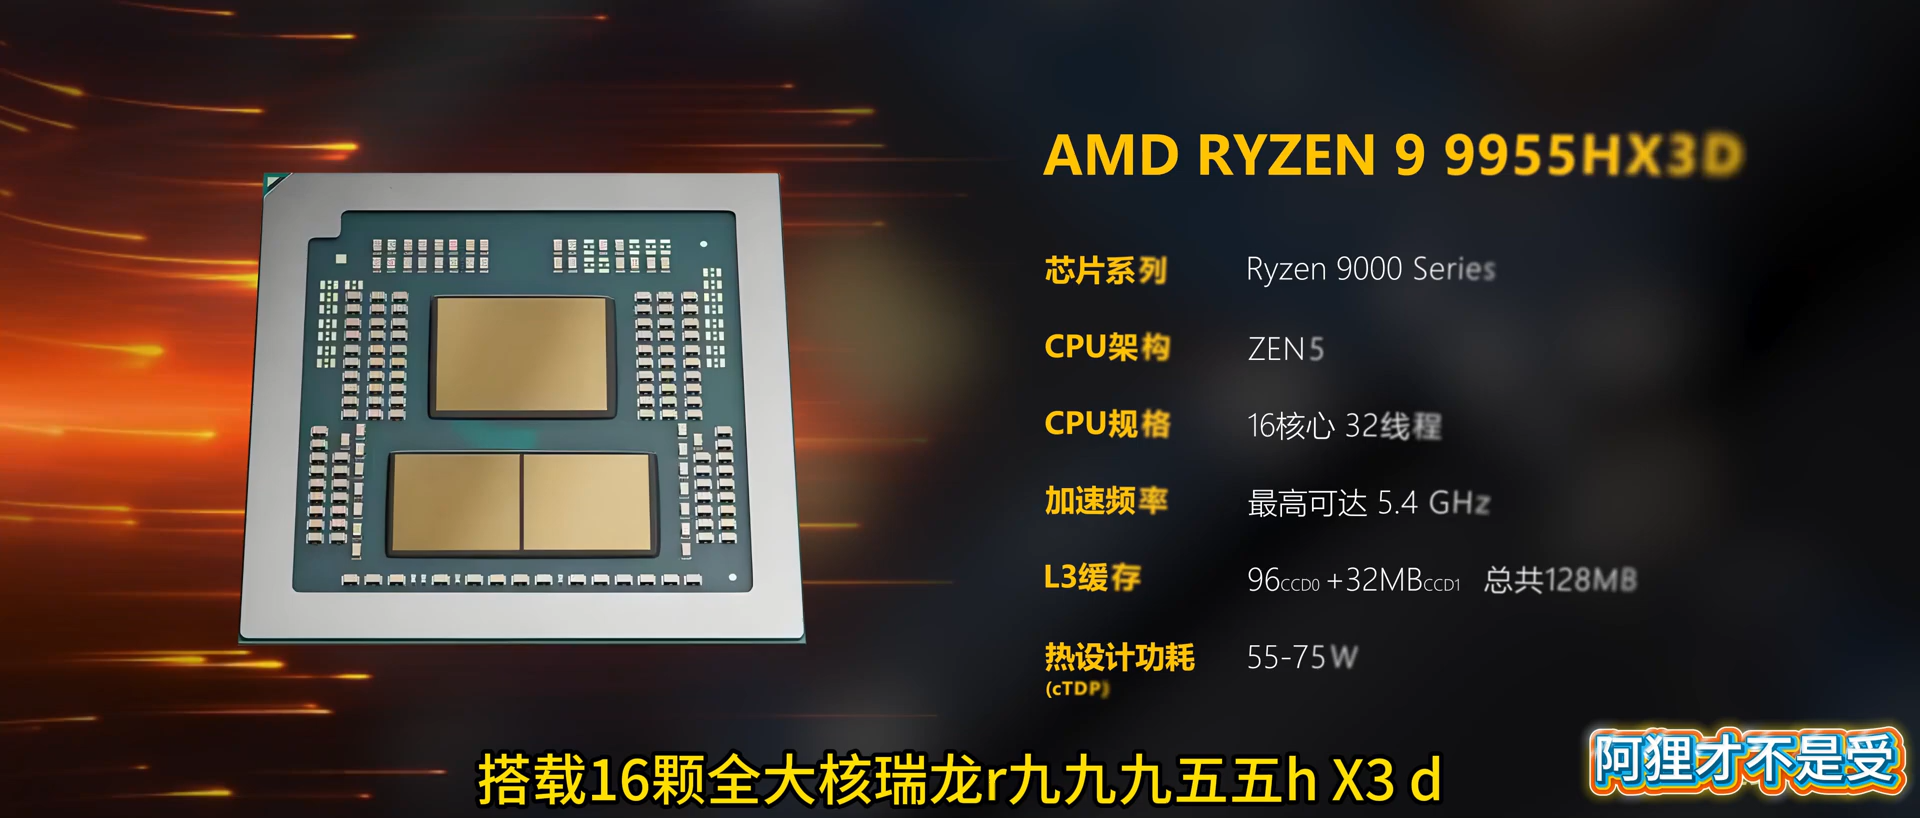 AMD RYZEN 9 9955HX3D
芯片系列 Ryzen 9000 Series
CPU架构 ZEN5
CPU规格 16核心 32线程
加速频率 最高可达 5.4 GHz
L3缓存 96CCD0 +32MBCCD1 总共128MB
热设计功耗 55-75W
(cTDP)
搭载16颗全大核瑞龙r九九九五五h X3 d
阿狸才不是受